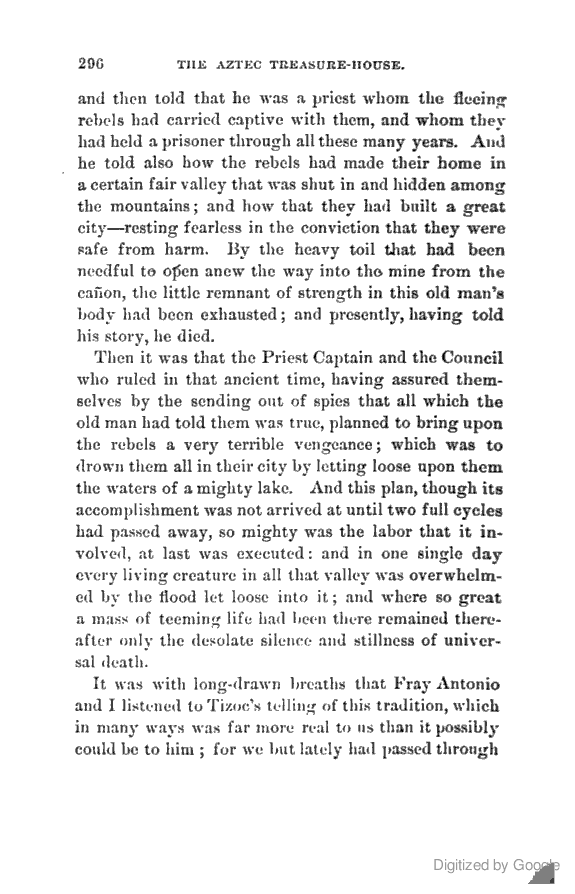 296 THE AZTEC TREASURE-HOUSE.
and then told that he was a priest whom the fleeing
rebels had carried captive with them, and whom they
had held a prisoner through all these many years. And
he told also how the rebels had made their home in
a certain fair valley that was shut in and hidden among
the mountains; and how that they had built a great
city—resting fearless in the conviction that they were
safe from harm. By the heavy toil that had been
needful to open anew the way into the mine from the
cañon, the little remnant of strength in this old man's
body had been exhausted; and presently, having told
his story, he died.
Then it was that the Priest Captain and the Council
who ruled in that ancient time, having assured them-
selves by the sending out of spies that all which the
old man had told them was true, planned to bring upon
the rebels a very terrible vengeance; which was to
drown them all in their city by letting loose upon them
the waters of a mighty lake. And this plan, though its
accomplishment was not arrived at until two full cycles
had passed away, so mighty was the labor that it in-
volved, at last was executed: and in one single day
every living creature in all that valley was overwhelm-
ed by the flood let loose into it; and where so great
a mass of teeming life had been there remained there-
after only the desolate silence and stillness of univer-
sal death.
It was with long-drawn breaths that Fray Antonio
and I listened to Tizoc's telling of this tradition, which
in many ways was far more real to us than it possibly
could be to him; for we but lately had passed through
Digitized by Google